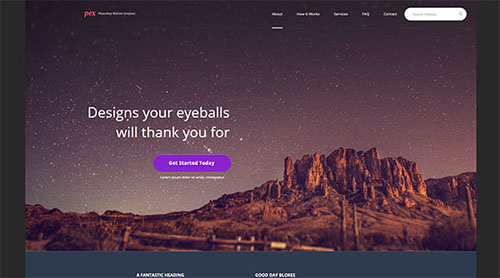 pex Photoshop Website template
About How It Works Services FAQ Contact Search Website
Designs your eyeballs
will thank you for
Get Started Today
Lorem ipsum dolor sit amet, consectetur
A FANTASTIC HEADING GOOD DAY BLOKES